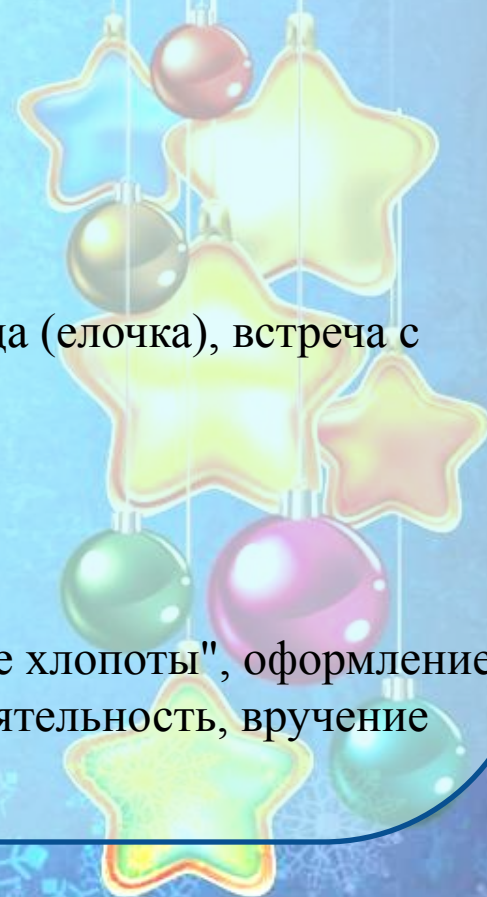 да (елочка), встреча с
е хлопоты", оформление
ятельность, вручение